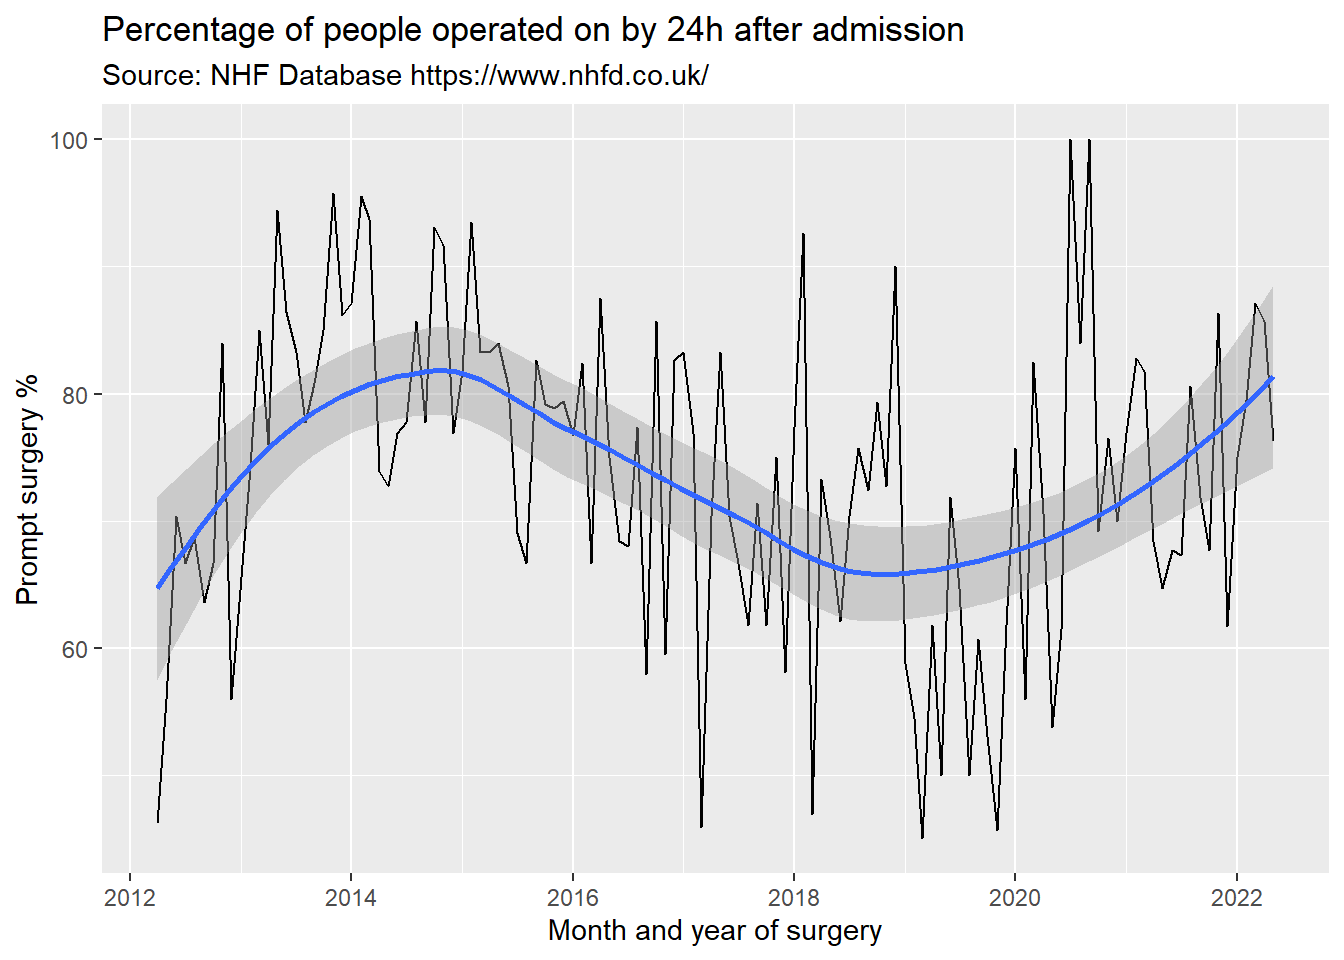 Percentage of people operated on by 24h after admission
Source: NHF Database https://www.nhfd.co.uk/
100
80
60
Prompt surgery %
2012 2014 2016 2018 2020 2022
Month and year of surgery